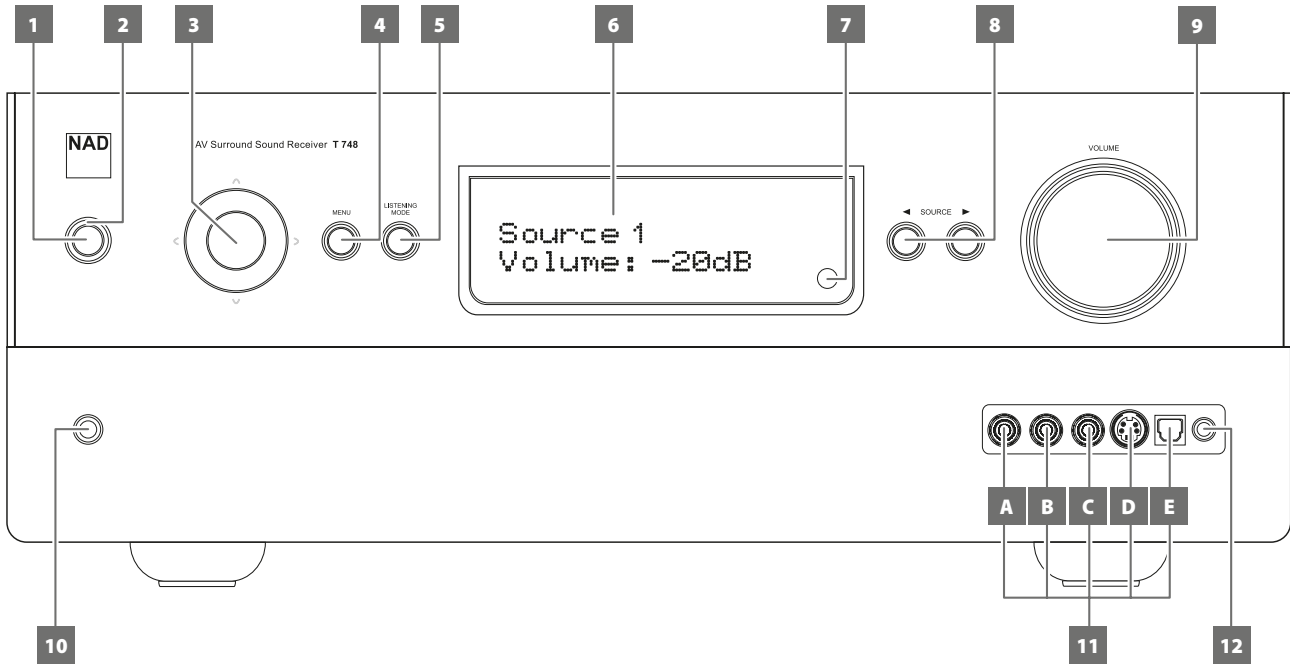 1 2 3 4 5 6 7 8 9
NAD
AV Surround Sound Receiver T 748
VOLUME
MENU
LISTENING
MODE
◄ SOURCE ►
Source 1
Volume: -20dB
A B C D E
10 11 12